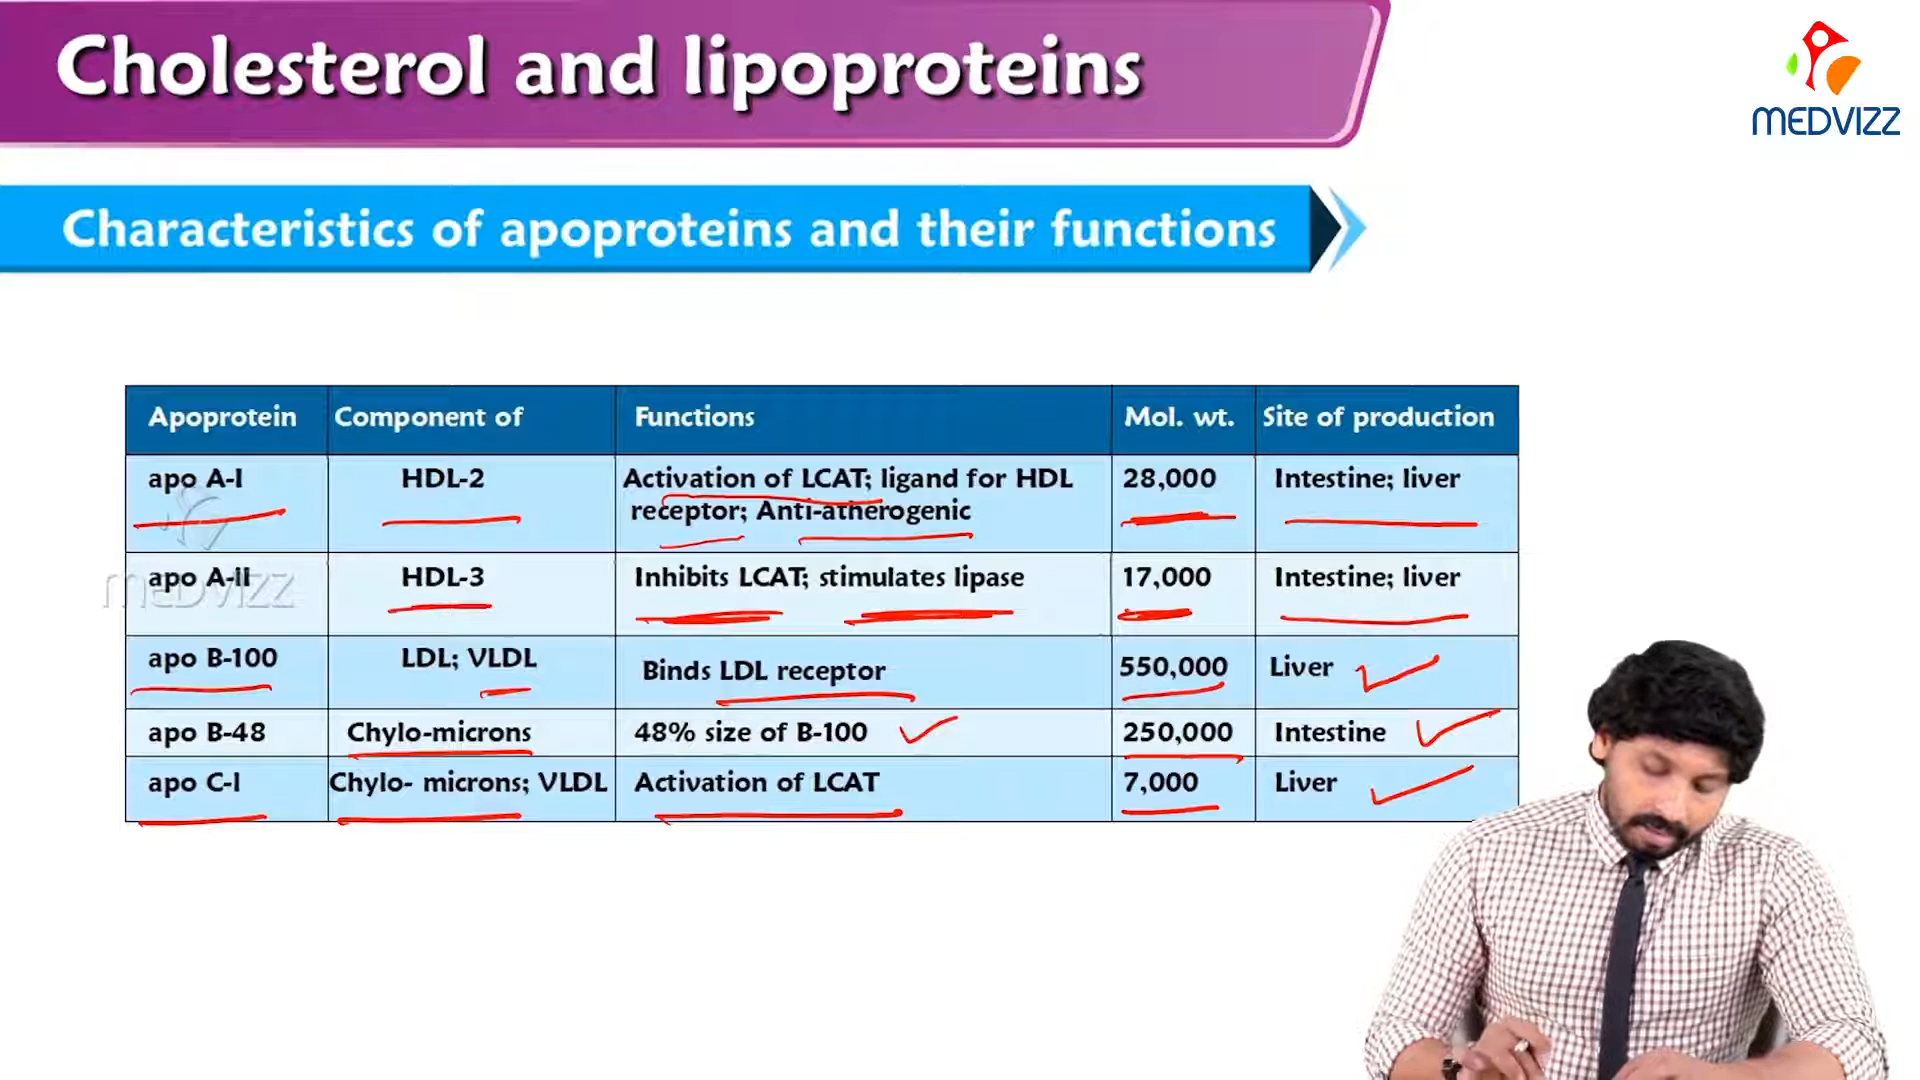 Cholesterol and lipoproteins
MEDVIZZ
Characteristics of apoproteins and their functions
Apoprotein Component of Functions Mol. wt. Site of production
apo A-I HDL-2 Activation of LCAT; ligand for HDL 28,000 Intestine; liver
receptor; Anti-atherogenic
apo A-II HDL-3 Inhibits LCAT; stimulates lipase 17,000 Intestine; liver
MEDVIZZ
apo B-100 LDL; VLDL Binds LDL receptor 550,000 Liver
apo B-48 Chylo-microns 48% size of B-100 250,000 Intestine
apo C-I Chylo- microns; VLDL Activation of LCAT 7,000 Liver